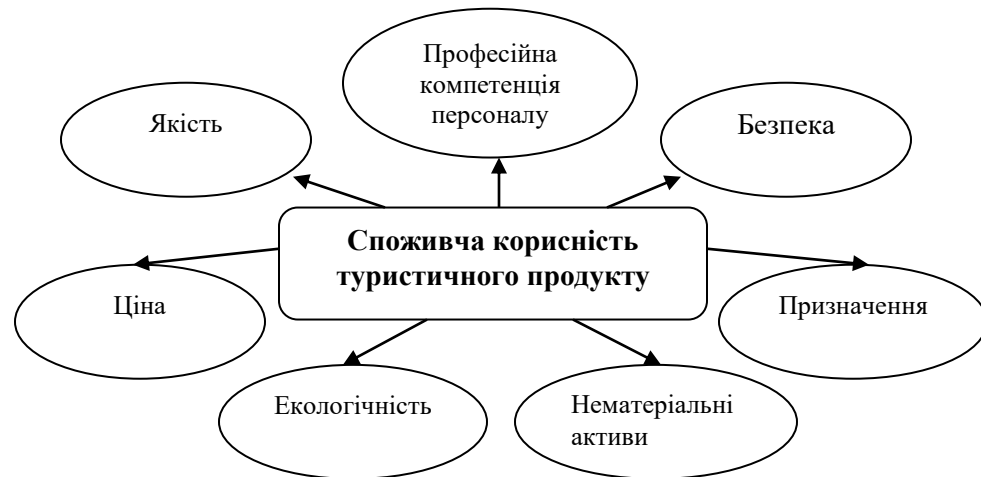 Професійна
компетенція
персоналу
Якість
Безпека
Споживча корисність
туристичного продукту
Ціна
Призначення
Екологічність
Нематеріальні
активи